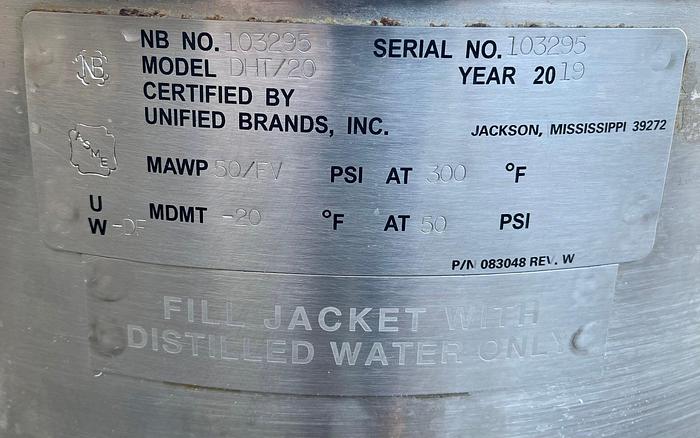 NB NO. 103295 SERIAL NO. 103295
NB MODEL DHT/20 YEAR 2019
CERTIFIED BY
UNIFIED BRANDS, INC. JACKSON, MISSISSIPPI 39272
ASME
MAWP 50/FV PSI AT 300 °F
U
W-DF MDMT -20 °F AT 50 PSI
P/N 083048 REV. W
FILL JACKET WITH
DISTILLED WATER ONLY